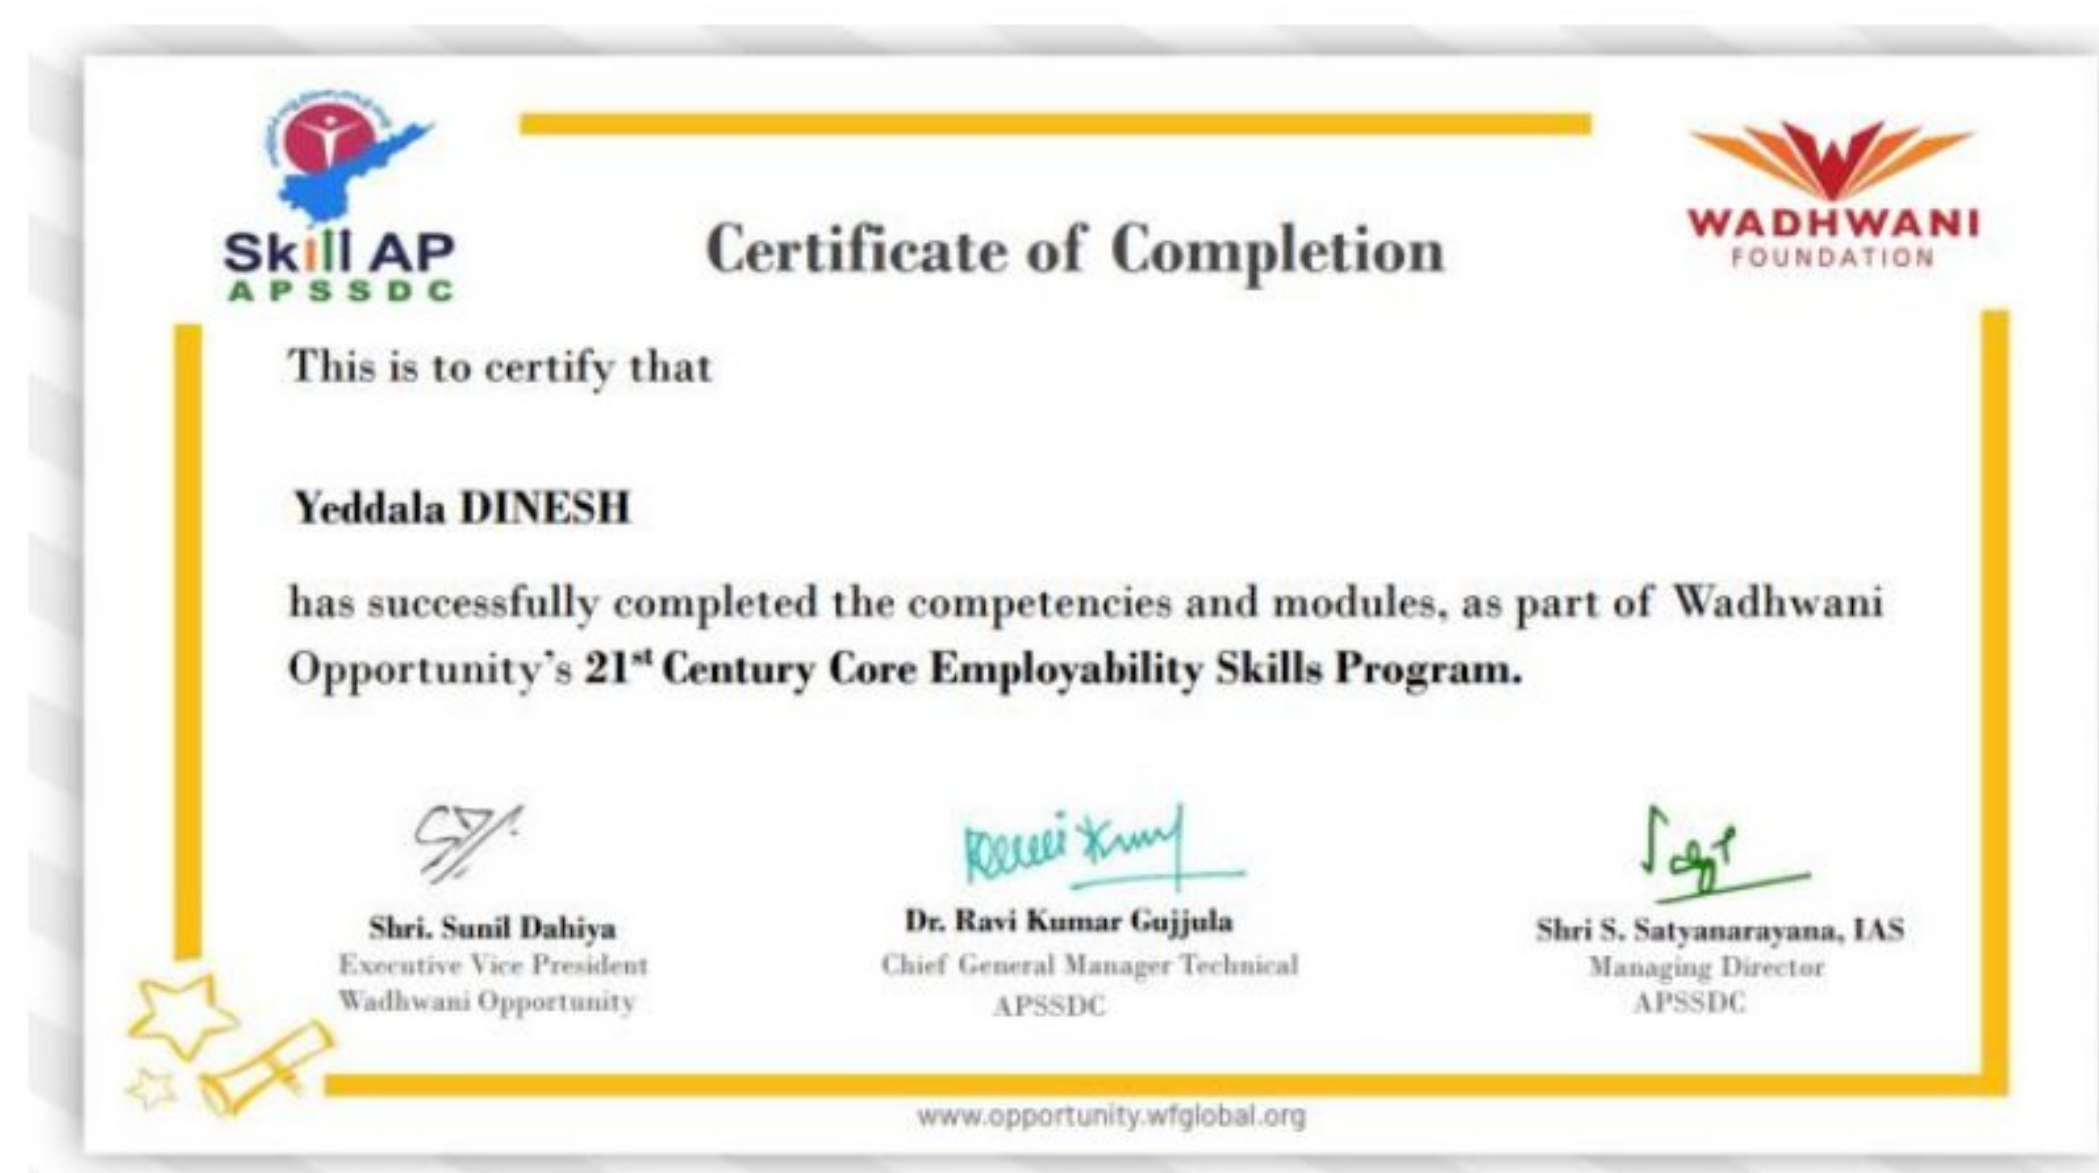 Skill AP
APSSDC
WADHWANI
FOUNDATION
Certificate of Completion
This is to certify that
Yeddala DINESH
has successfully completed the competencies and modules, as part of Wadhwani
Opportunity's 21st Century Core Employability Skills Program.
Ravi Kumar
Shri. Sunil Dahiya
Executive Vice President
Wadhwani Opportunity
Dr. Ravi Kumar Gujjula
Chief General Manager Technical
APSSDC
Shri S. Satyanarayana, IAS
Managing Director
APSSDC
www.opportunity.wfglobal.org